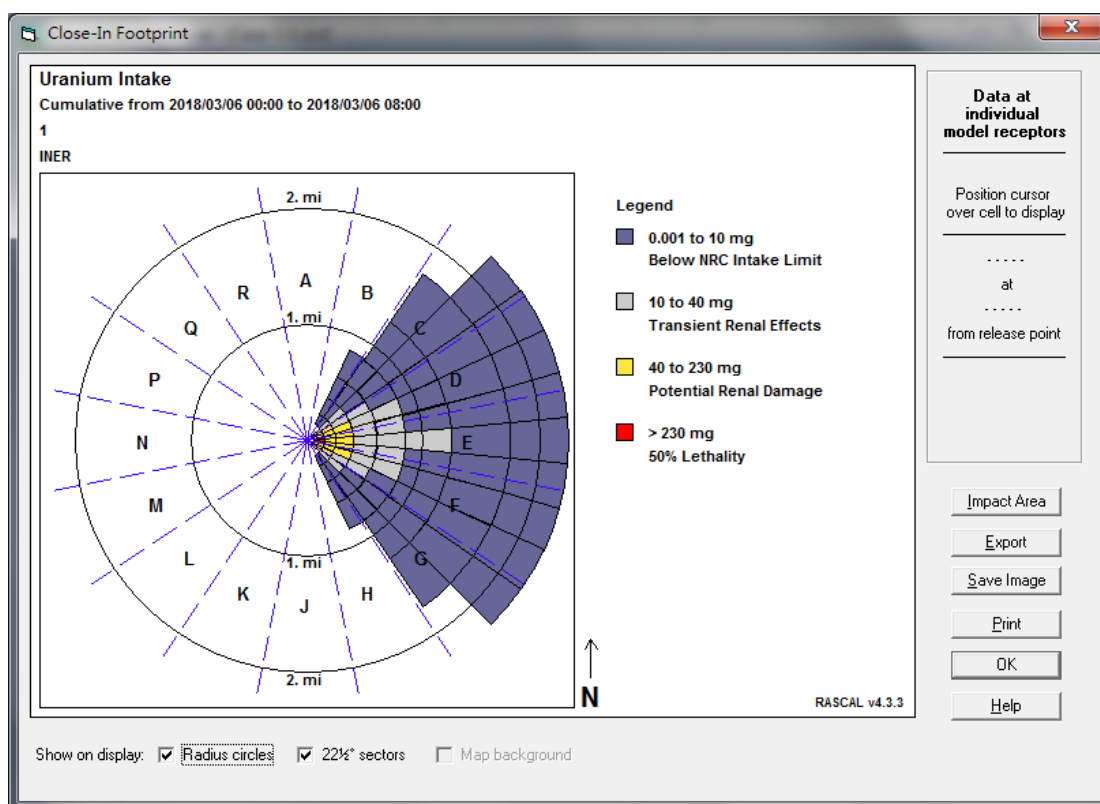 Close-In Footprint
Uranium Intake
Cumulative from 2018/03/06 00:00 to 2018/03/06 08:00
1
INER
2. mi
R
A
B
Q
1. mi
C
P
D
N
E
M
F
L
G
1. mi
K
J
H
2. mi
N
Legend
0.001 to 10 mg
Below NRC Intake Limit
10 to 40 mg
Transient Renal Effects
40 to 230 mg
Potential Renal Damage
> 230 mg
50% Lethality
RASCAL v4.3.3
Data at
individual
model receptors
Position cursor
over cell to display
- - - - -
at
- - - - -
from release point
Impact Area
Export
Save Image
Print
OK
Help
Show on display: Radius circles 22½° sectors Map background